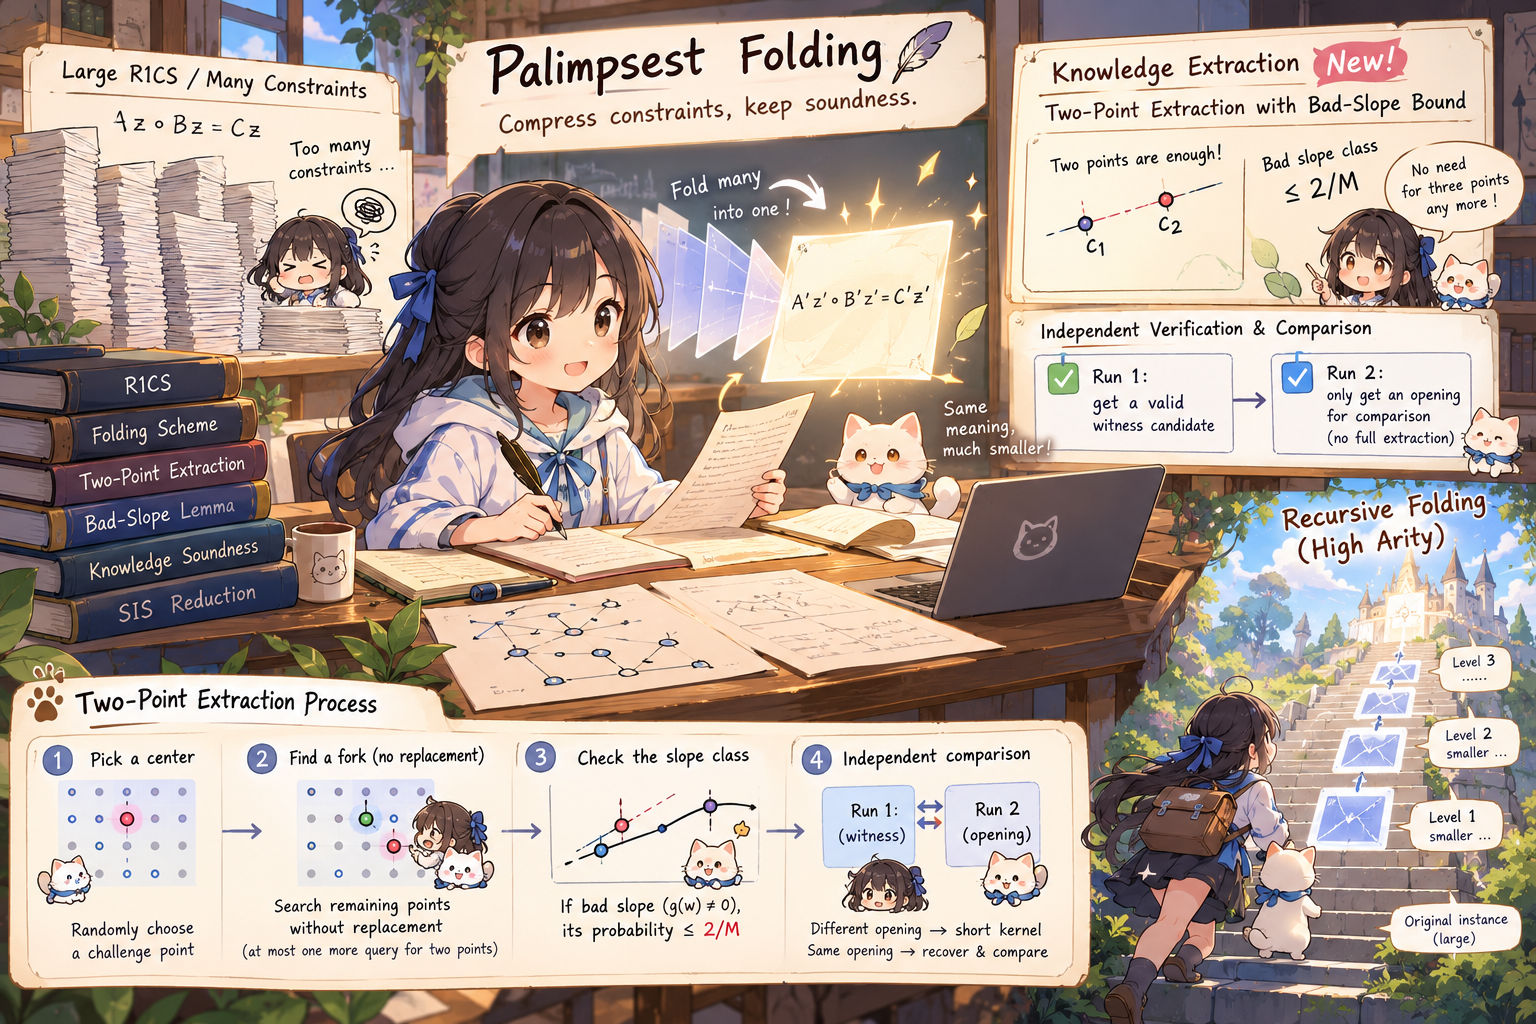 Large R1CS / Many Constraints
Az∘Bz=Cz
Too many
constraints ...
Palimpsest Folding
Compress constraints, keep soundness.
Fold many
into one !
A'z'∘B'z'=C'z'
Same
meaning,
much smaller!
Knowledge Extraction New!
Two-Point Extraction with Bad-Slope Bound
Two points are enough!
C1
C2
Bad slope class
≤ 2/M
No need
for three points
any more !
Independent Verification & Comparison
Run 1:
get a valid
witness candidate
Run 2:
only get an opening
for comparison
(no full extraction)
R1CS
Folding Scheme
Two-Point Extraction
Bad-Slope Lemma
Knowledge Soundness
SIS Reduction
Recursive Folding
(High Arity)
Level 3
......
Level 2
smaller ...
Level 1
smaller ...
Original instance
(large)
Two-Point Extraction Process
1 Pick a center
Randomly choose
a challenge point
2 Find a fork (no replacement)
Search remaining points
without replacement
(at most one more query for two points)
3 Check the slope class
If bad slope (g(w) ≠ 0),
its probability ≤ 2/M
4 Independent comparison
Run 1:
(witness)
Run 2
(opening)
Different opening → short kernel
Same opening → recover & compare